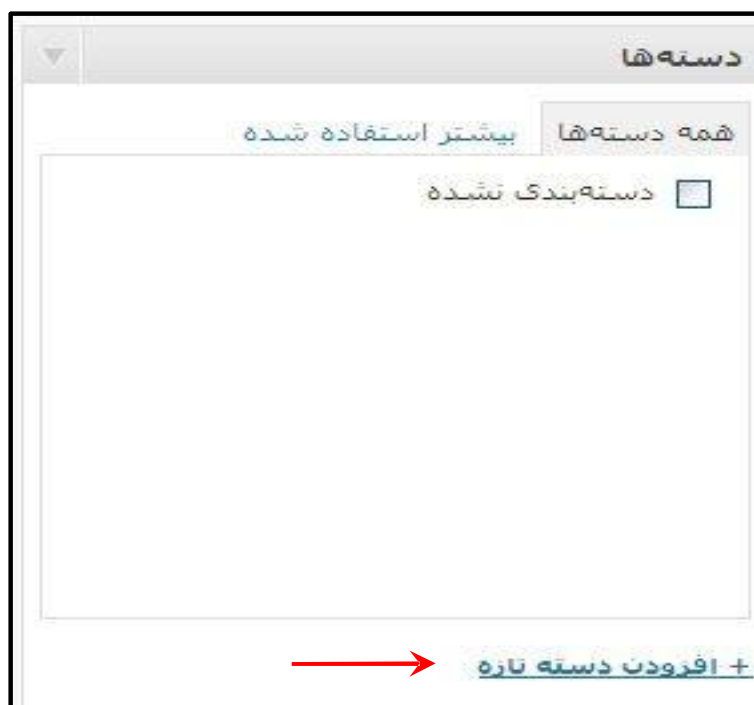 دسته‌ها
همه دسته‌ها بیشتر استفاده شده
دسته‌بندی نشده
+ افزودن دسته تازه